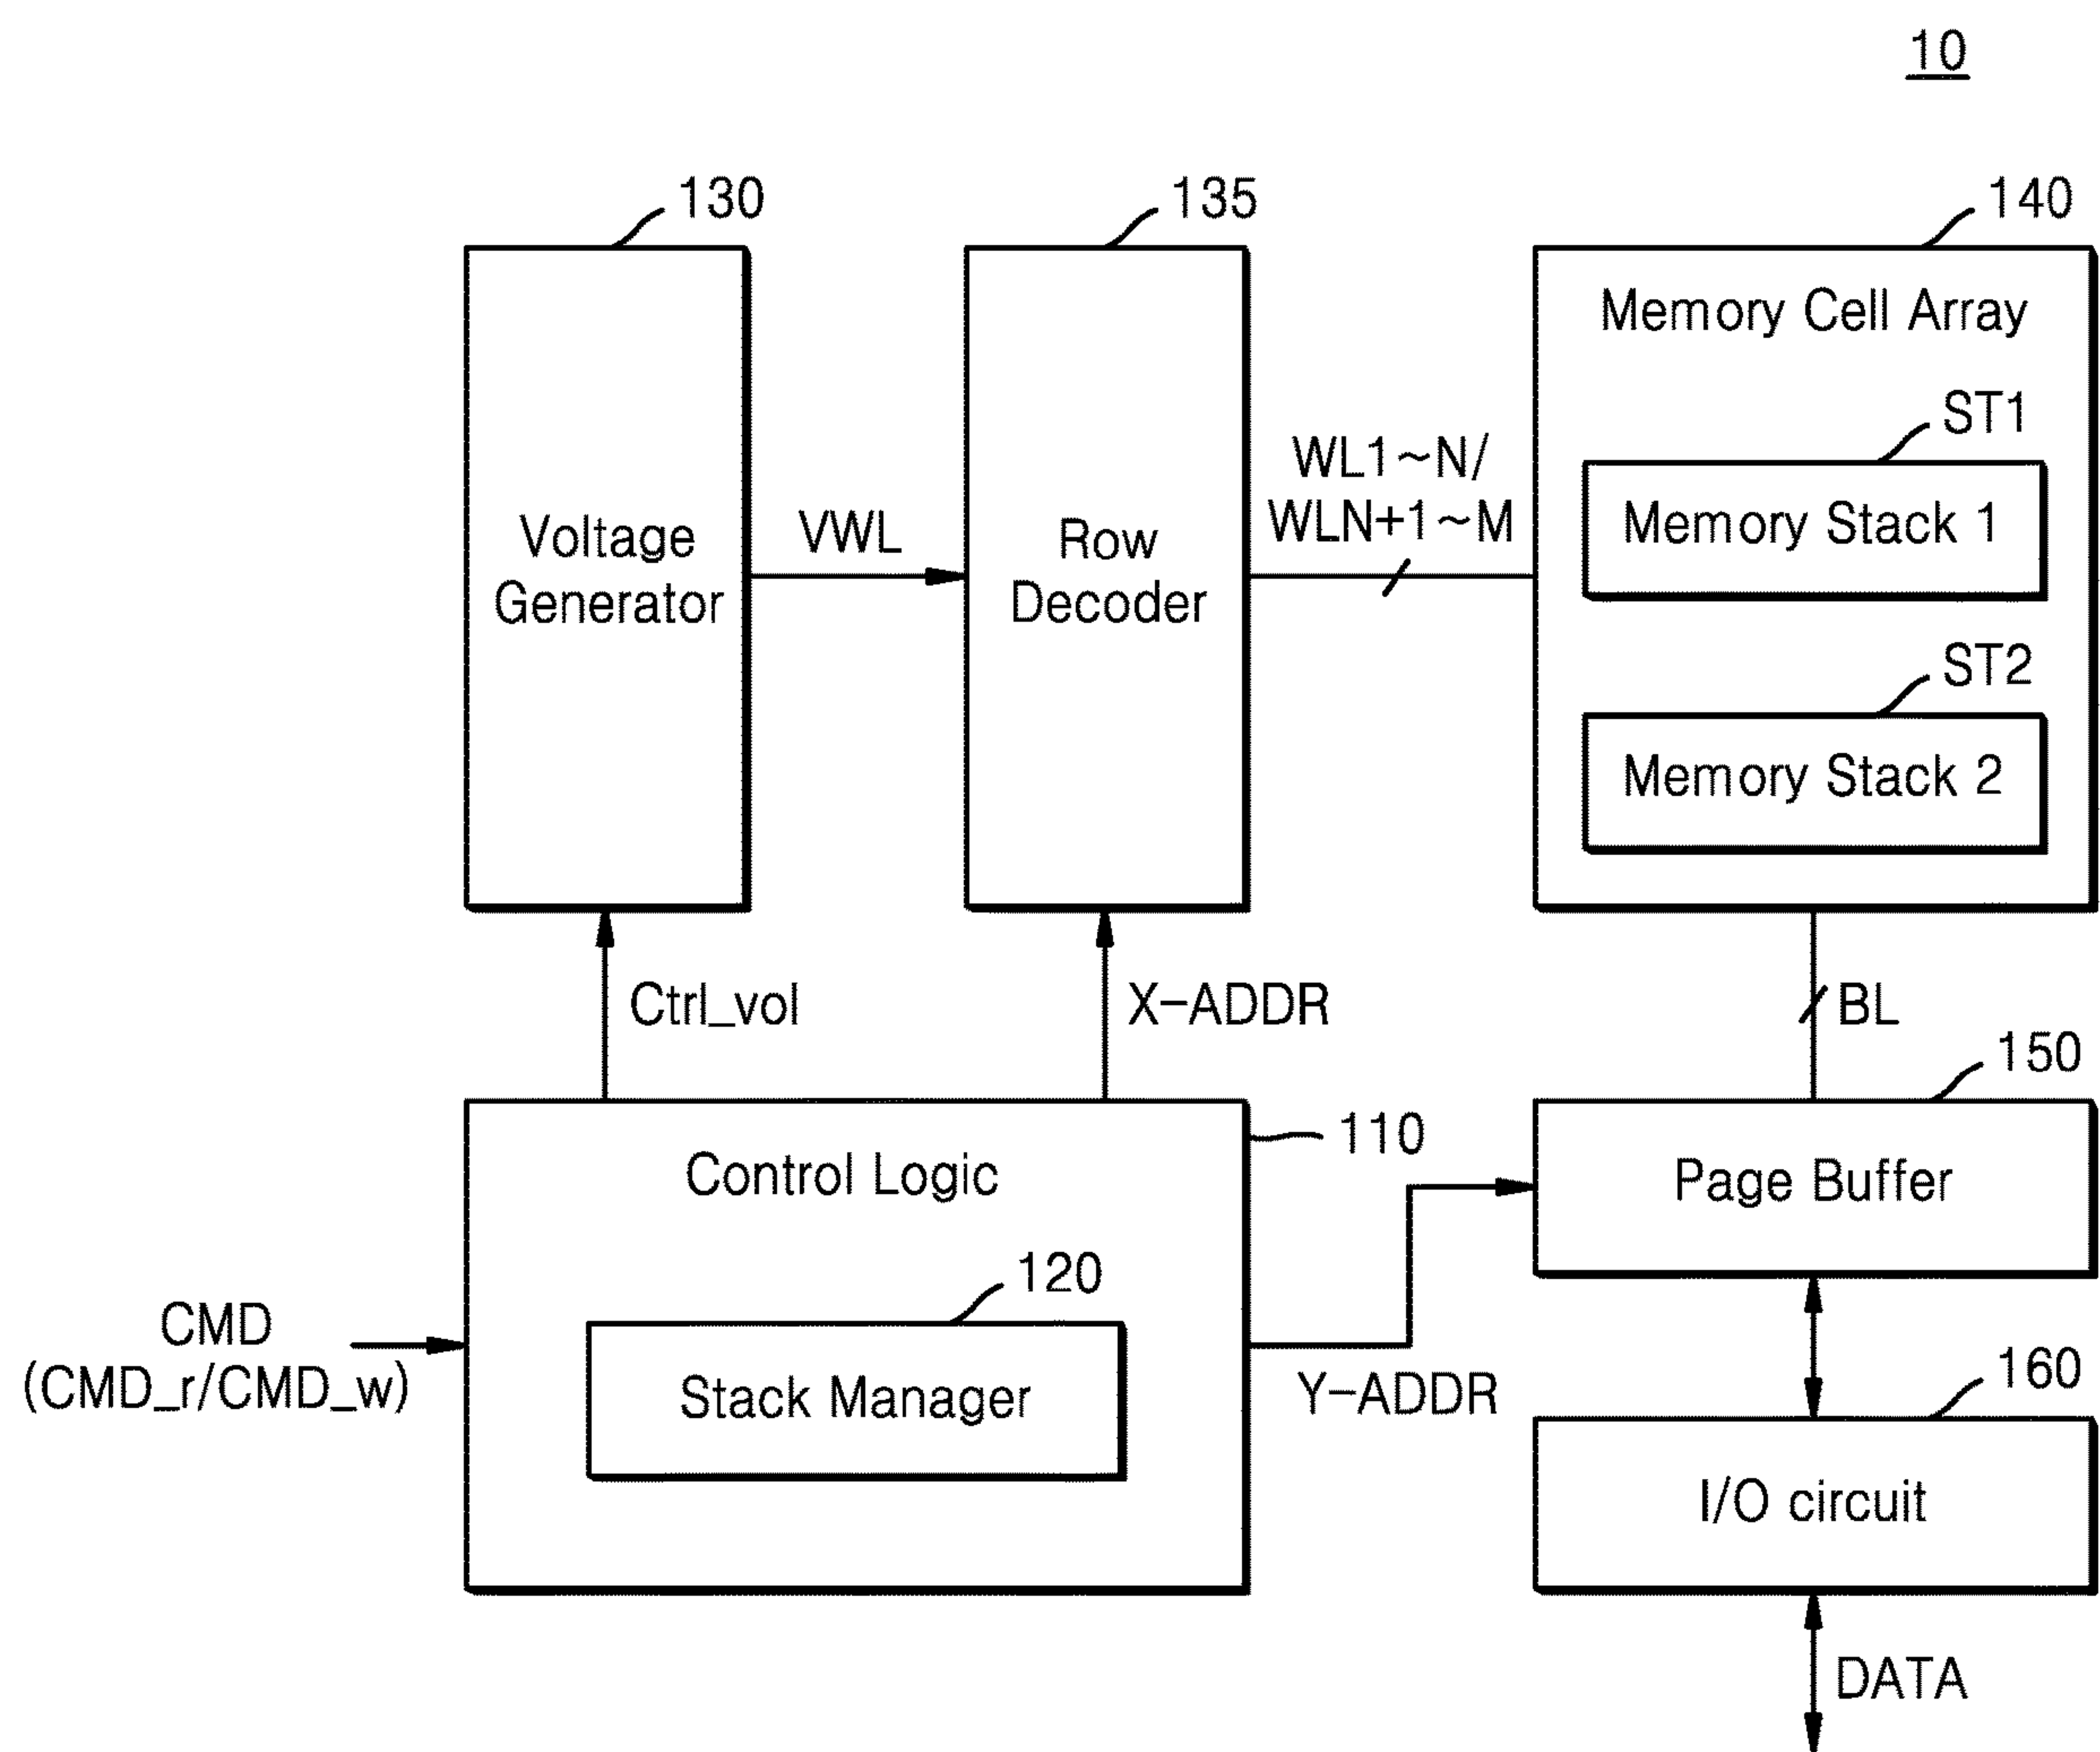 10
130
135
140
Voltage
Generator
VWL
Row
Decoder
WL1~N/
WLN+1~M
Memory Cell Array
ST1
Memory Stack 1
ST2
Memory Stack 2
Ctrl_vol
X-ADDR
BL
110
150
Control Logic
Page Buffer
120
Stack Manager
CMD
(CMD_r/CMD_w)
Y-ADDR
160
I/O circuit
DATA